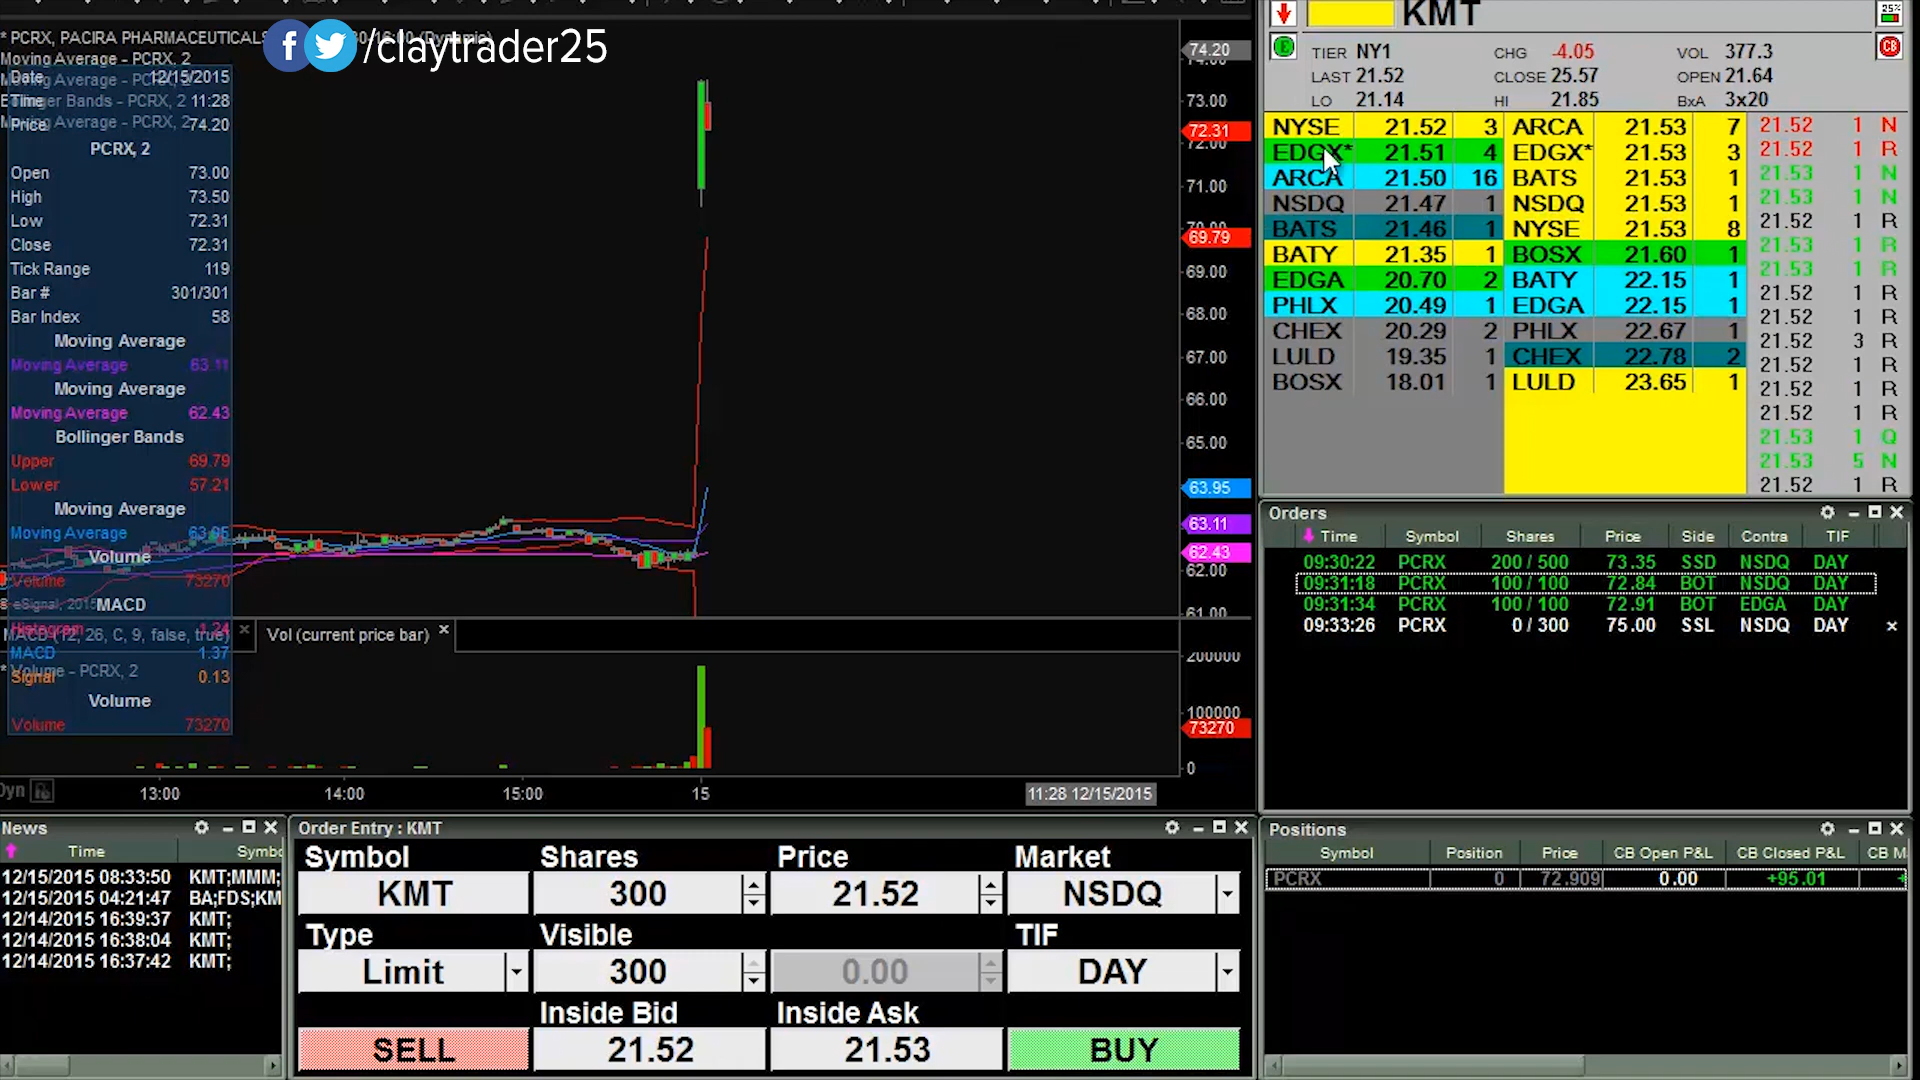 * PCRX, PACIRA PHARMACEUTICALS
/claytrader25
Moving Average - PCRX, 2
Date 12/15/2015
Time 11:28
Price 74.20
PCRX, 2
Open 73.00
High 73.50
Low 72.31
Close 72.31
Tick Range 119
Bar # 301/301
Bar Index 58
Moving Average
Moving Average 63.11
Moving Average
Moving Average 62.43
Bollinger Bands
Upper 69.79
Lower 57.21
Moving Average
Moving Average 63.95
Volume
Volume 73270
MACD
Histogram 1.24
MACD 1.37
Signal 0.13
Volume
Volume 73270
© eSignal, 2015
MACD (12, 26, C, 9, false, true)
Vol (current price bar)
* Volume - PCRX, 2
74.20
74.00
73.00
72.31
72.00
71.00
70.00
69.79
69.00
68.00
67.00
66.00
65.00
63.95
63.11
62.43
62.00
61.00
200000
100000
73270
0
Dyn
13:00 14:00 15:00 15 11:28 12/15/2015
KMT
25%
E
CB
TIER NY1 CHG -4.05 VOL 377.3
LAST 21.52 CLOSE 25.57 OPEN 21.64
LO 21.14 HI 21.85 BxA 3x20
NYSE 21.52 3 ARCA 21.53 7
EDGX* 21.51 4 EDGX* 21.53 3
ARCA 21.50 16 BATS 21.53 1
NSDQ 21.47 1 NSDQ 21.53 1
BATS 21.46 1 NYSE 21.53 8
BATY 21.35 1 BOSX 21.60 1
EDGA 20.70 2 BATY 22.15 1
PHLX 20.49 1 EDGA 22.15 1
CHEX 20.29 2 PHLX 22.67 1
LULD 19.35 1 CHEX 22.78 2
BOSX 18.01 1 LULD 23.65 1
21.52 1 N
21.52 1 R
21.53 1 N
21.53 1 N
21.52 1 R
21.53 1 R
21.53 1 R
21.52 1 R
21.52 1 R
21.52 3 R
21.52 1 R
21.52 1 R
21.52 1 R
21.53 1 Q
21.53 5 N
21.52 1 R
Orders
Time Symbol Shares Price Side Contra TIF
09:30:22 PCRX 200 / 500 73.35 SSD NSDQ DAY
09:31:18 PCRX 100 / 100 72.84 BOT NSDQ DAY
09:31:34 PCRX 100 / 100 72.91 BOT EDGA DAY
09:33:26 PCRX 0 / 300 75.00 SSL NSDQ DAY
News
Time Symbo
12/15/2015 08:33:50 KMT;MMM;
12/15/2015 04:21:47 BA;FDS;KM
12/14/2015 16:39:37 KMT;
12/14/2015 16:38:04 KMT;
12/14/2015 16:37:42 KMT;
Order Entry : KMT
Symbol Shares Price Market
KMT 300 21.52 NSDQ
Type Visible TIF
Limit 300 0.00 DAY
Inside Bid Inside Ask
SELL 21.52 21.53 BUY
Positions
Symbol Position Price CB Open P&L CB Closed P&L CB M
PCRX 0 72.909 0.00 +95.01 +